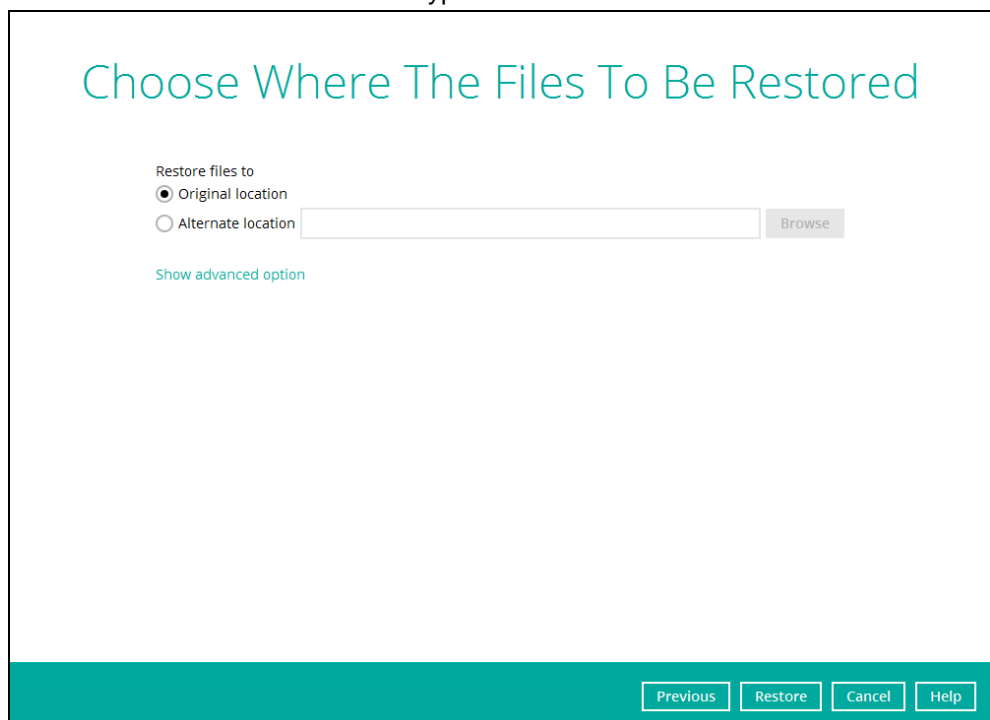 Choose Where The Files To Be Restored
Restore files to
Original location
Alternate location Browse
Show advanced option
Previous Restore Cancel Help